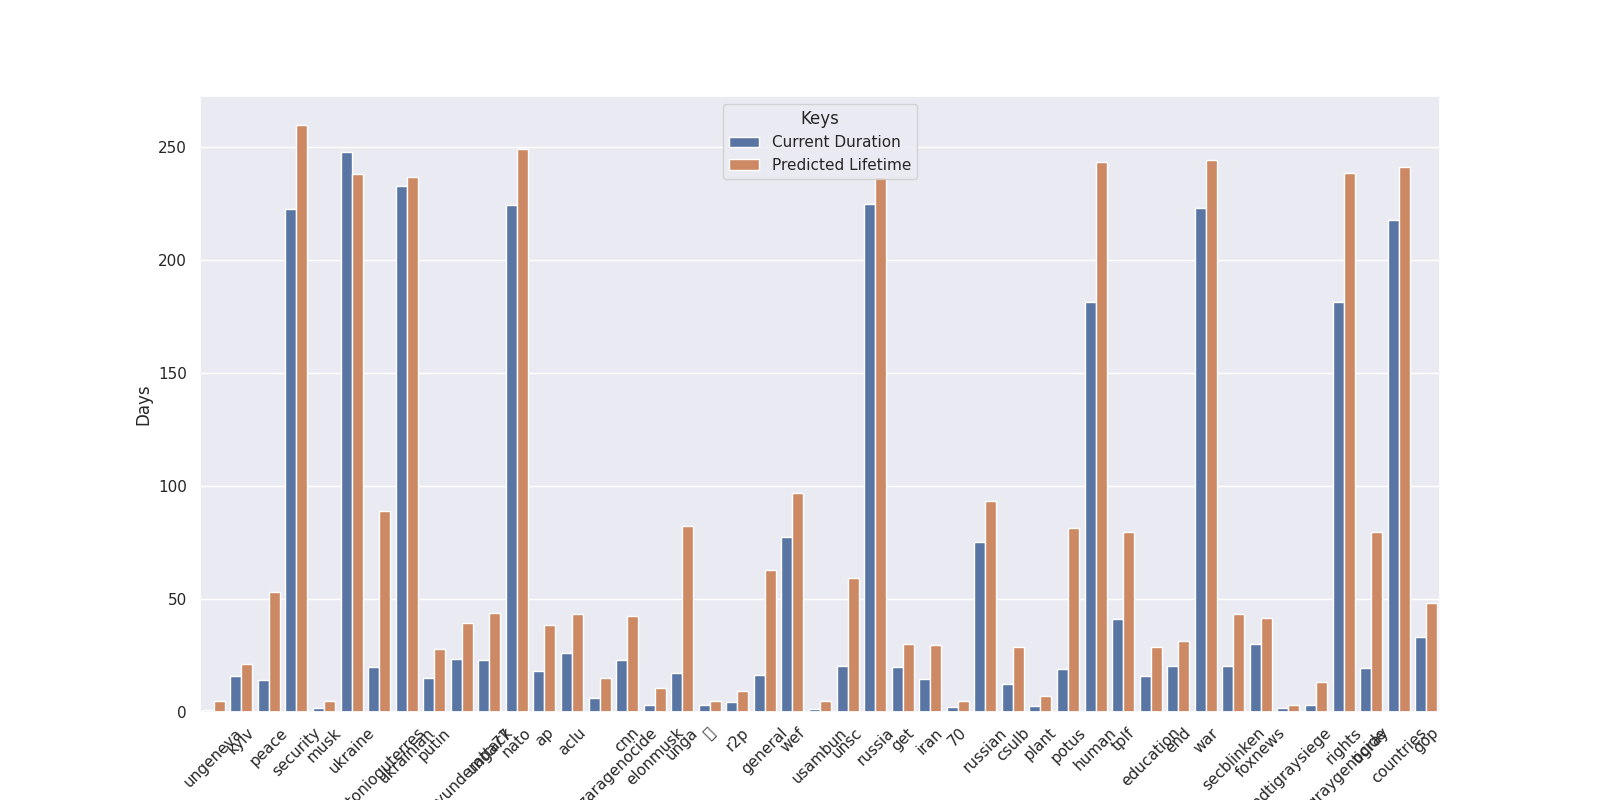 Keys
Current Duration
Predicted Lifetime
Days
250
200
150
100
50
0
ungeneva
kyiv
peace
security
musk
ukraine
ukrainian
putin
nato
ap
aclu
cnn
elonmusk
unga
r2p
general
wef
usambun
unsc
russia
get
iran
70
russian
csulb
plant
potus
human
tplf
education
end
war
secblinken
foxnews
rights
countries
gop